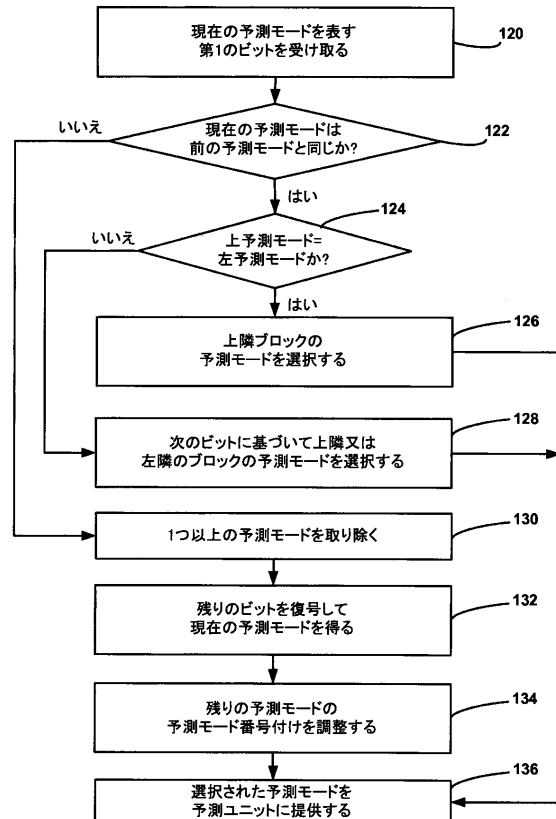 現在の予測モードを表す
第1のビットを受け取る
120
いいえ
現在の予測モードは
前の予測モードと同じか?
122
はい
124
いいえ
上予測モード=
左予測モードか?
はい
上隣ブロックの
予測モードを選択する
126
次のビットに基づいて上隣又は
左隣のブロックの予測モードを選択する
128
1つ以上の予測モードを取り除く
130
残りのビットを復号して
現在の予測モードを得る
132
残りの予測モードの
予測モード番号付けを調整する
134
選択された予測モードを
予測ユニットに提供する
136